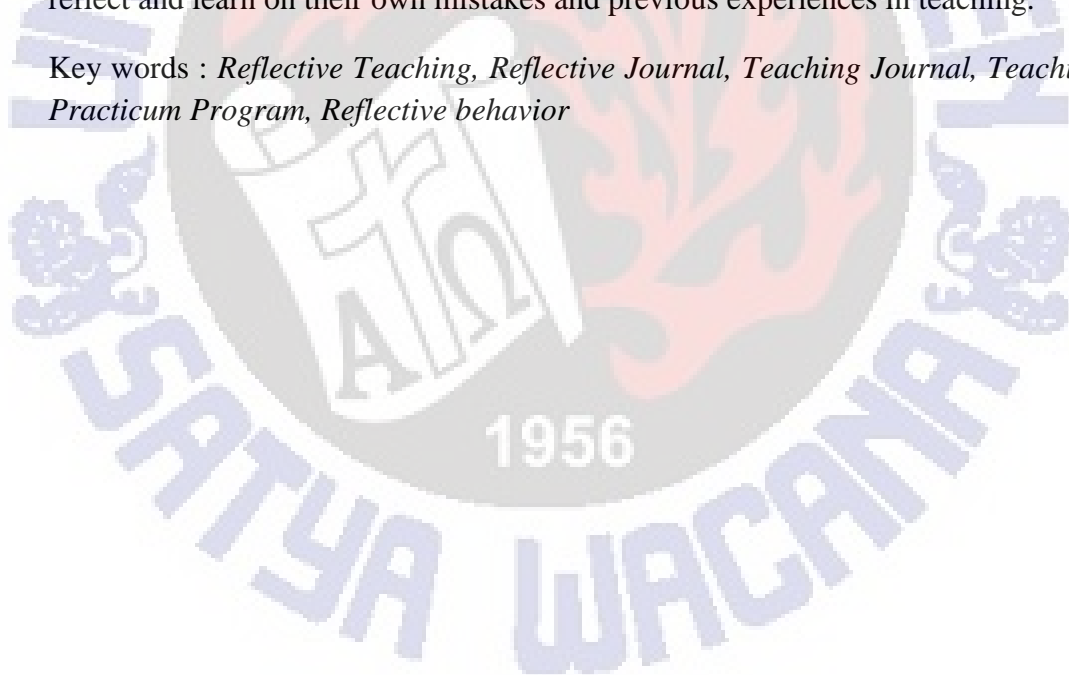 reflect and learn on their own mistakes and previous experiences in teaching.
Key words : Reflective Teaching, Reflective Journal, Teaching Journal, Teachi
Practicum Program, Reflective behavior
Α Ω
1956
SATYA WACANA